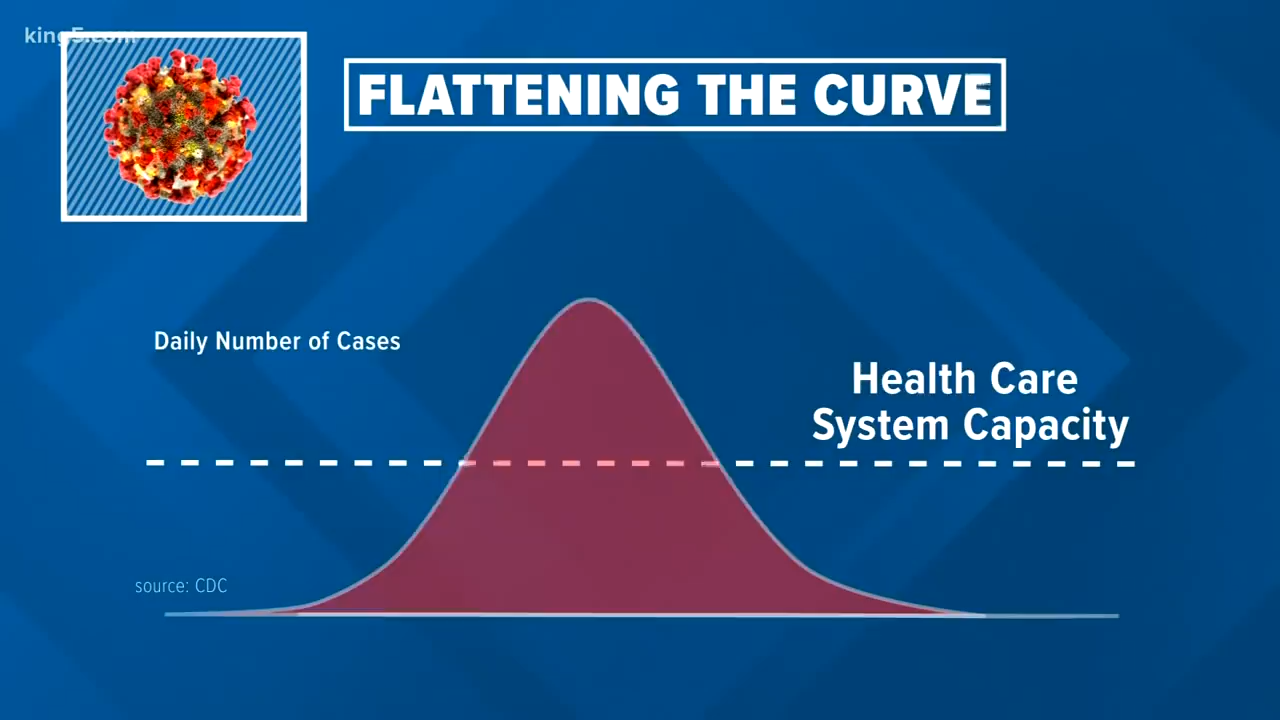 king5.com
FLATTENING THE CURVE
Daily Number of Cases
Health Care
System Capacity
source: CDC